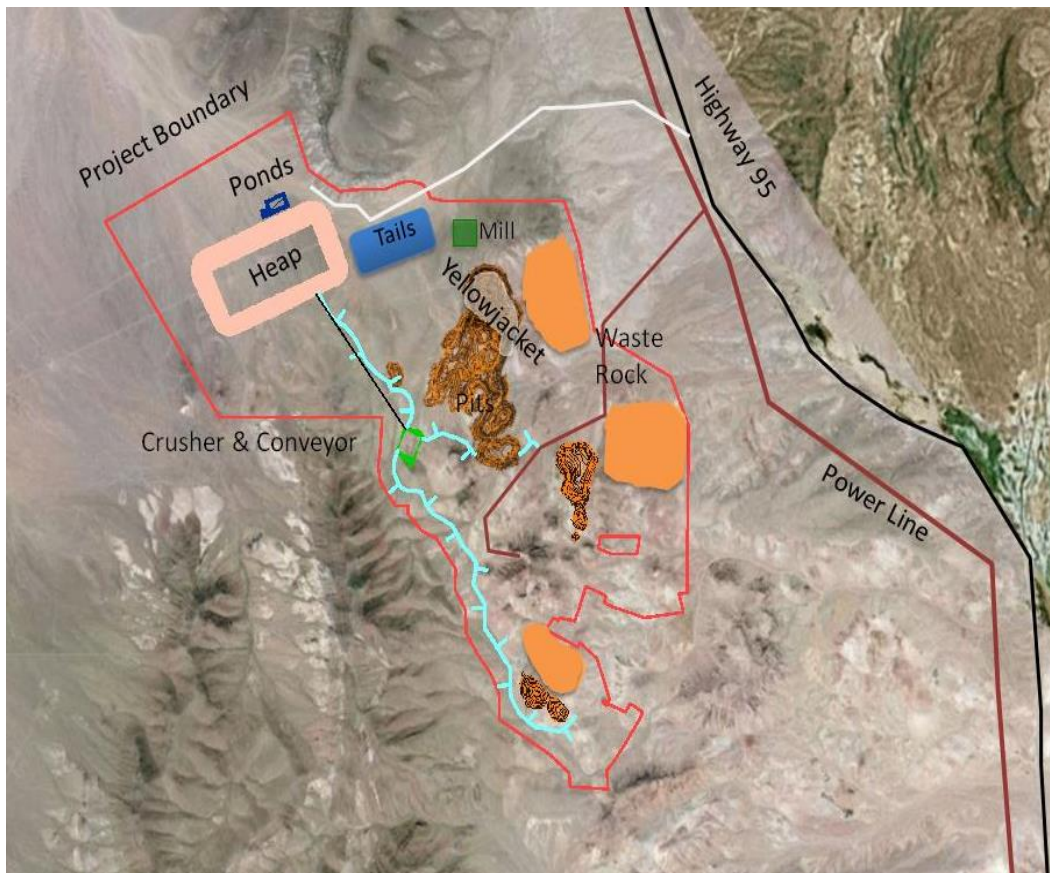 Project Boundary
Highway 95
Ponds
Tails
Mill
Heap
Yellowjacket
Waste
Rock
Pits
Crusher & Conveyor
Power Line